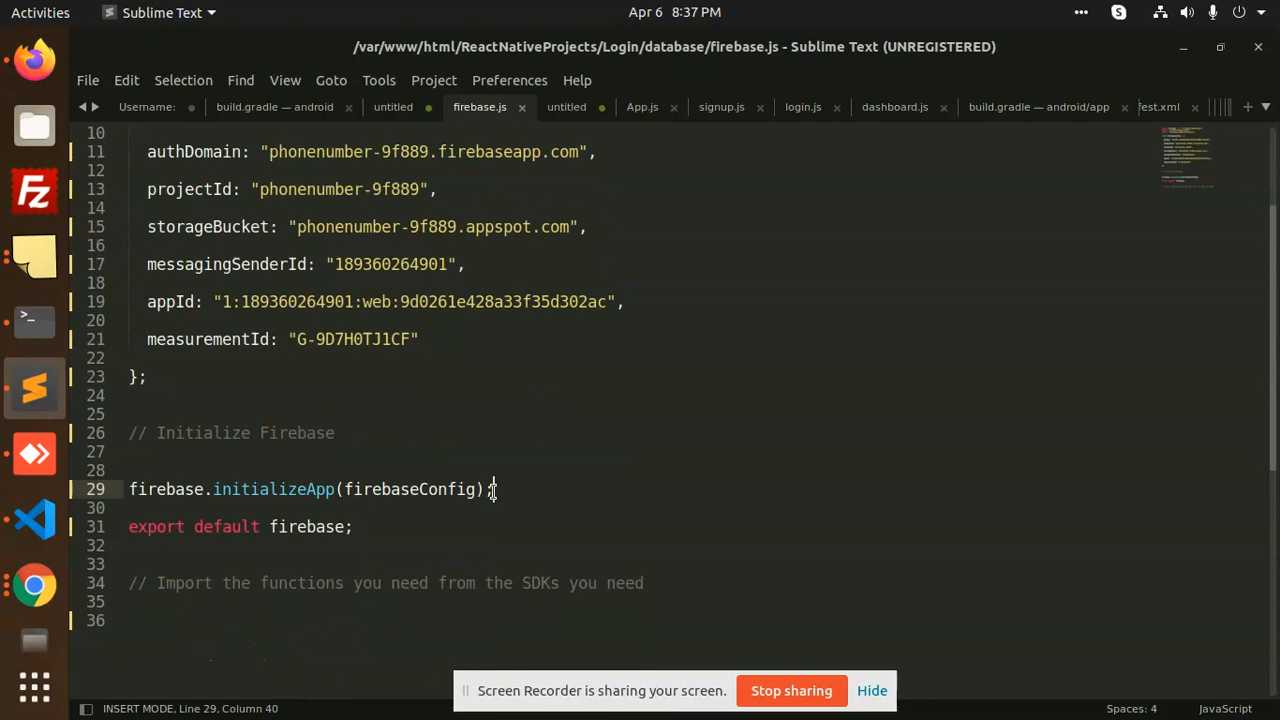 Activities
Sublime Text
Apr 6 8:37 PM
/var/www/html/ReactNativeProjects/Login/database/firebase.js - Sublime Text (UNREGISTERED)
File Edit Selection Find View Goto Tools Project Preferences Help
Username: build.gradle — android untitled firebase.js untitled App.js signup.js login.js dashboard.js build.gradle — android/app fest.xml
10
11 authDomain: "phonenumber-9f889.firebaseapp.com",
12
13 projectId: "phonenumber-9f889",
14
15 storageBucket: "phonenumber-9f889.appspot.com",
16
17 messagingSenderId: "189360264901",
18
19 appId: "1:189360264901:web:9d0261e428a33f35d302ac",
20
21 measurementId: "G-9D7H0TJ1CF"
22
23 };
24
25
26 // Initialize Firebase
27
28
29 firebase.initializeApp(firebaseConfig);
30
31 export default firebase;
32
33
34 // Import the functions you need from the SDKs you need
35
36
Screen Recorder is sharing your screen. Stop sharing Hide
INSERT MODE, Line 29, Column 40 Spaces: 4 JavaScript